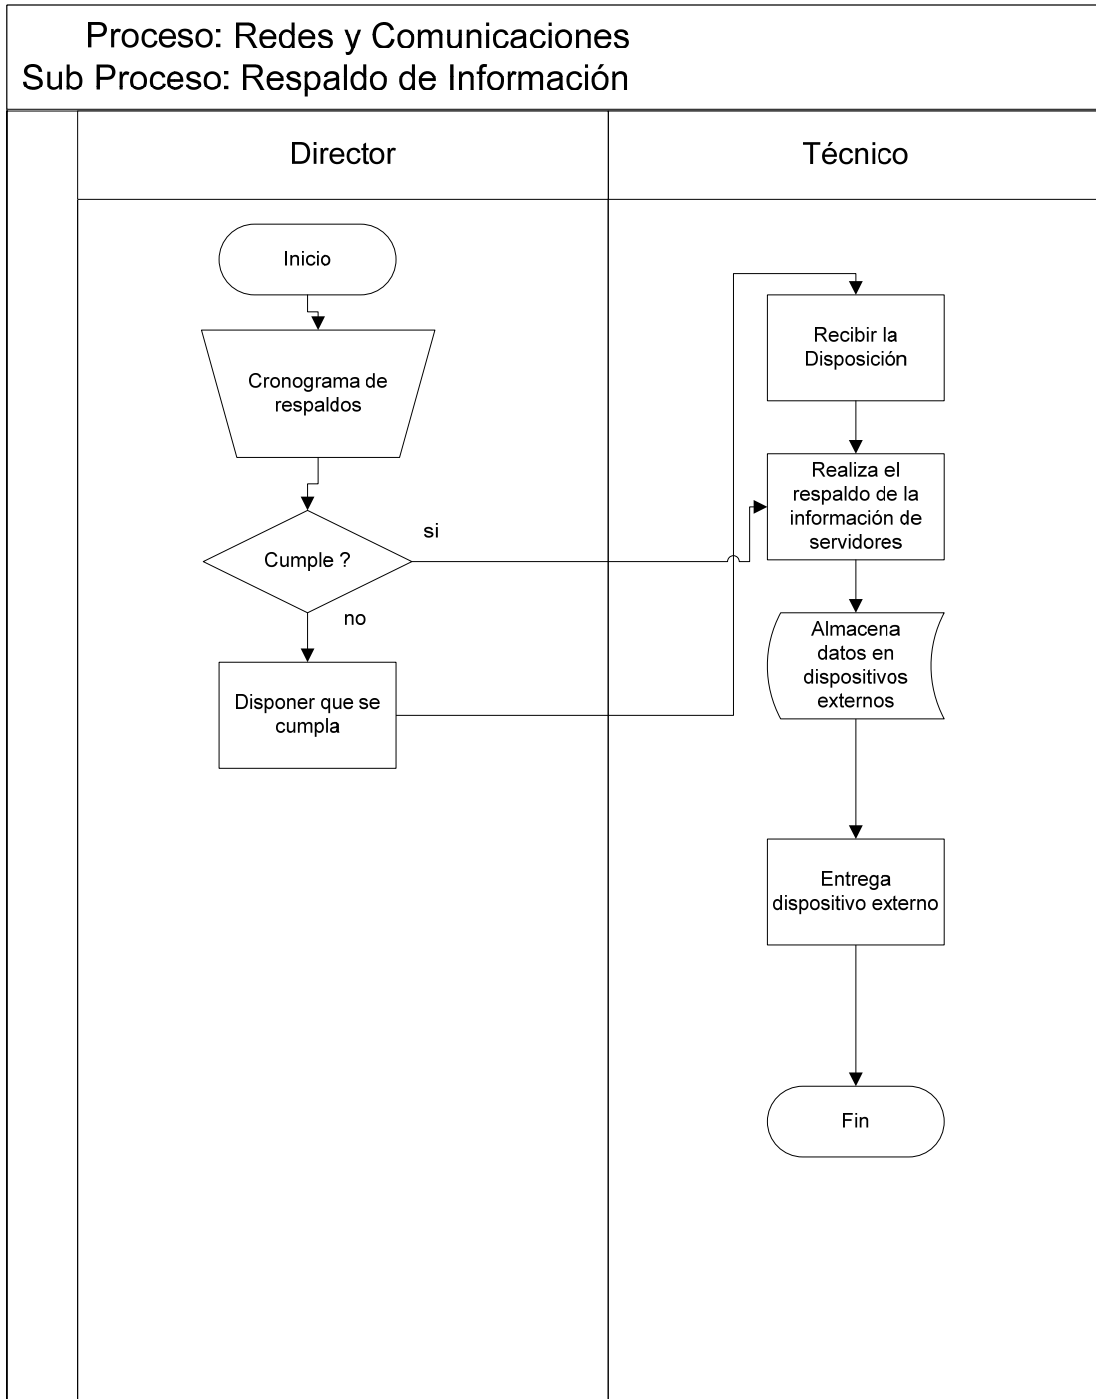 Proceso: Redes y Comunicaciones
Sub Proceso: Respaldo de Información
Director
Técnico
Inicio
Cronograma de
respaldos
Cumple ?
si
no
Disponer que se
cumpla
Recibir la
Disposición
Realiza el
respaldo de la
información de
servidores
Almacena
datos en
dispositivos
externos
Entrega
dispositivo externo
Fin